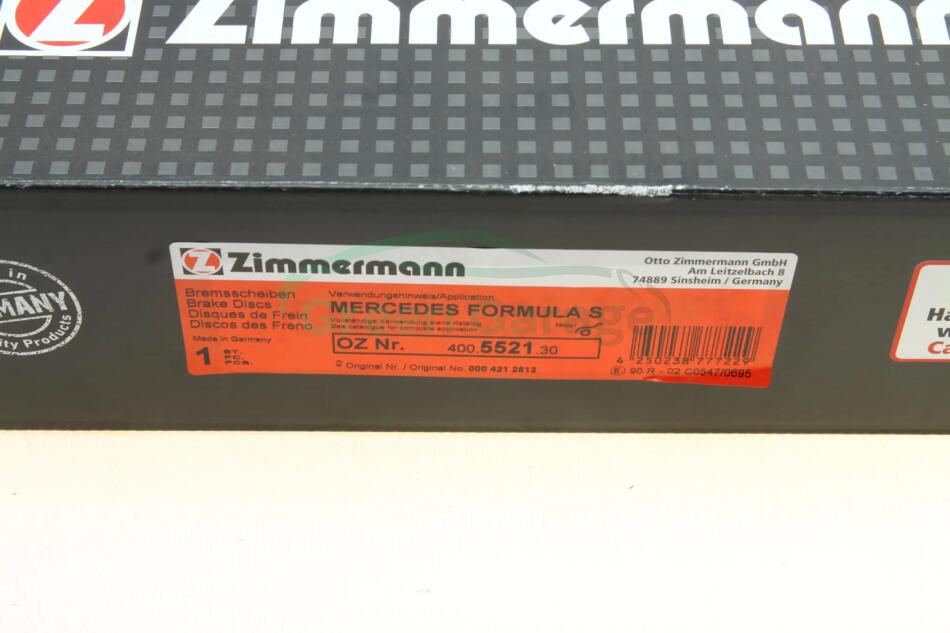 Z Zimmermann
Z Zimmermann
Otto Zimmermann GmbH
Am Leitzelbach 8
74889 Sinsheim / Germany
Bremsscheiben
Brake Discs
Disques de Frein
Discos des Freno
Made in Germany
1 ST.
PC.
PCS.
Verwendungshinweis/Application
MERCEDES FORMULA S
Vollständige Verwendung siehe Katalog
See catalogue for complete application
FRONT
OZ Nr. 400.5521.30
Original Nr. / Original No. 000 421 2612
4 250238 777229
E 90 R - 02 C0547/0695
in
MANY
ity Products
Ha
w
Ca